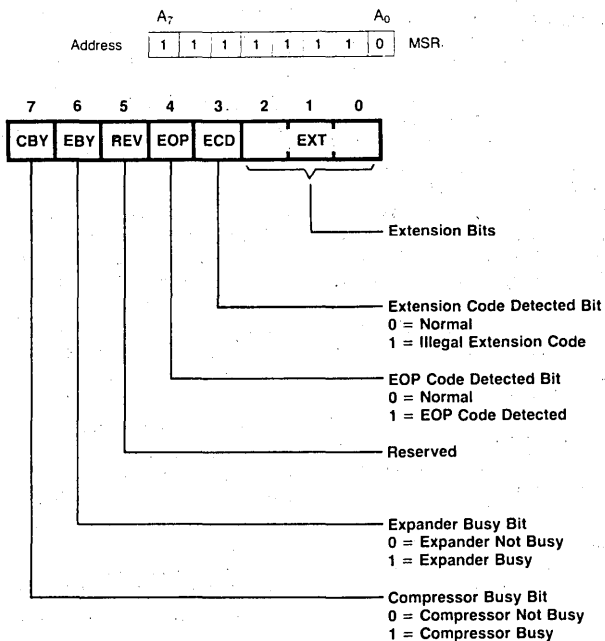 A7 A0
Address 1 1 1 1 1 1 1 0 MSR
7 6 5 4 3 2 1 0
CBY EBY REV EOP ECD EXT
Extension Bits
Extension Code Detected Bit
0 = Normal
1 = Illegal Extension Code
EOP Code Detected Bit
0 = Normal
1 = EOP Code Detected
Reserved
Expander Busy Bit
0 = Expander Not Busy
1 = Expander Busy
Compressor Busy Bit
0 = Compressor Not Busy
1 = Compressor Busy